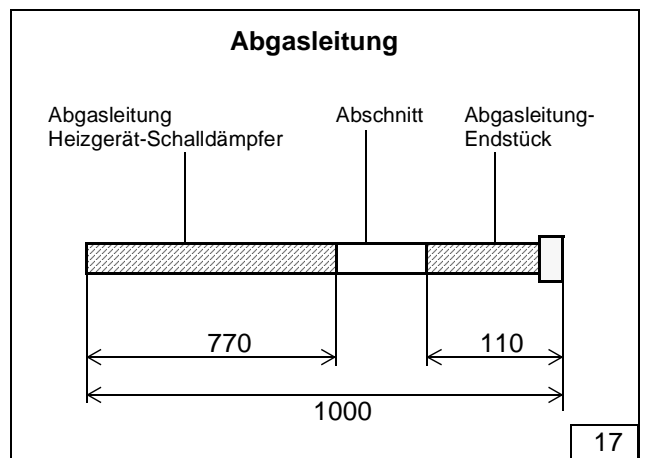 Abgasleitung
Abgasleitung
Heizgerät-Schalldämpfer
Abschnitt
Abgasleitung-
Endstück
770
110
1000
17